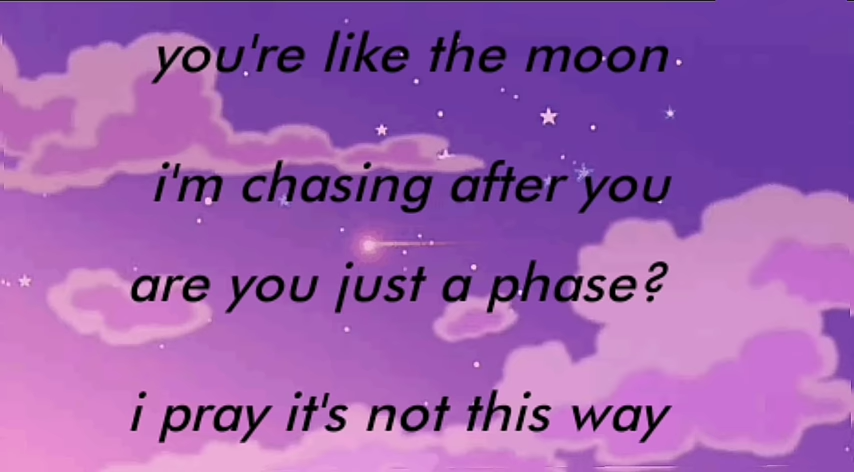 you're like the moon
i'm chasing after you
are you just a phase?
i pray it's not this way